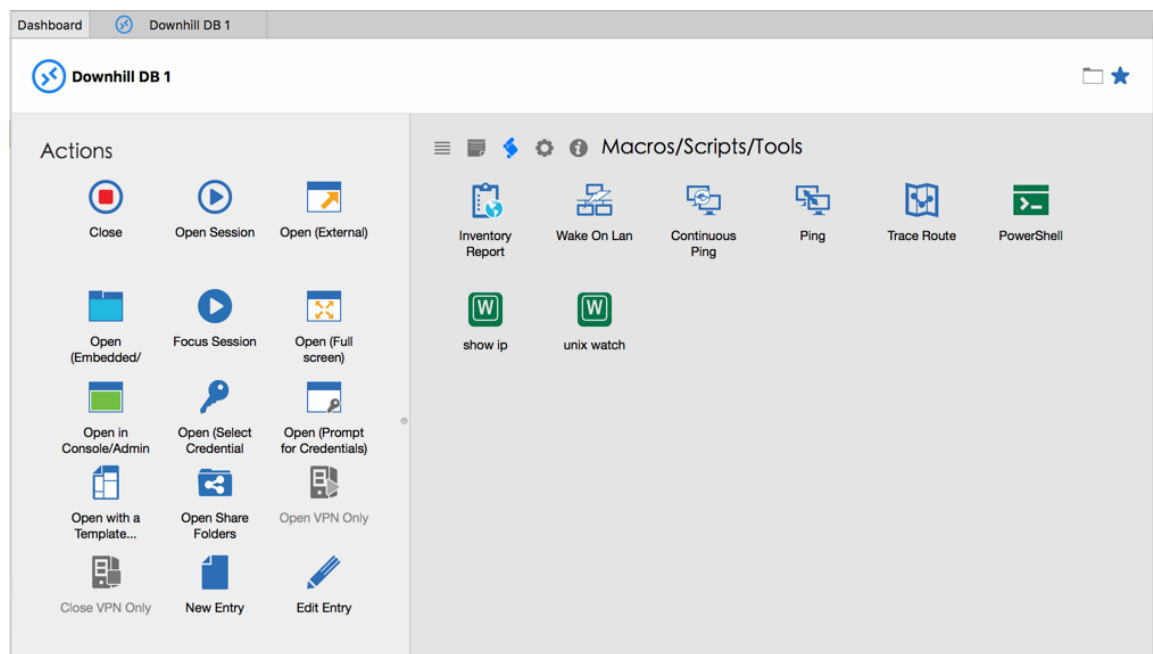 Dashboard
Downhill DB 1
Downhill DB 1
Actions
Close
Open Session
Open (External)
Open
(Embedded/
Focus Session
Open (Full
screen)
Open in
Console/Admin
Open (Select
Credential
Open (Prompt
for Credentials)
Open with a
Template...
Open Share
Folders
Open VPN Only
Close VPN Only
New Entry
Edit Entry
Macros/Scripts/Tools
Inventory
Report
Wake On Lan
Continuous
Ping
Ping
Trace Route
PowerShell
W
show ip
W
unix watch